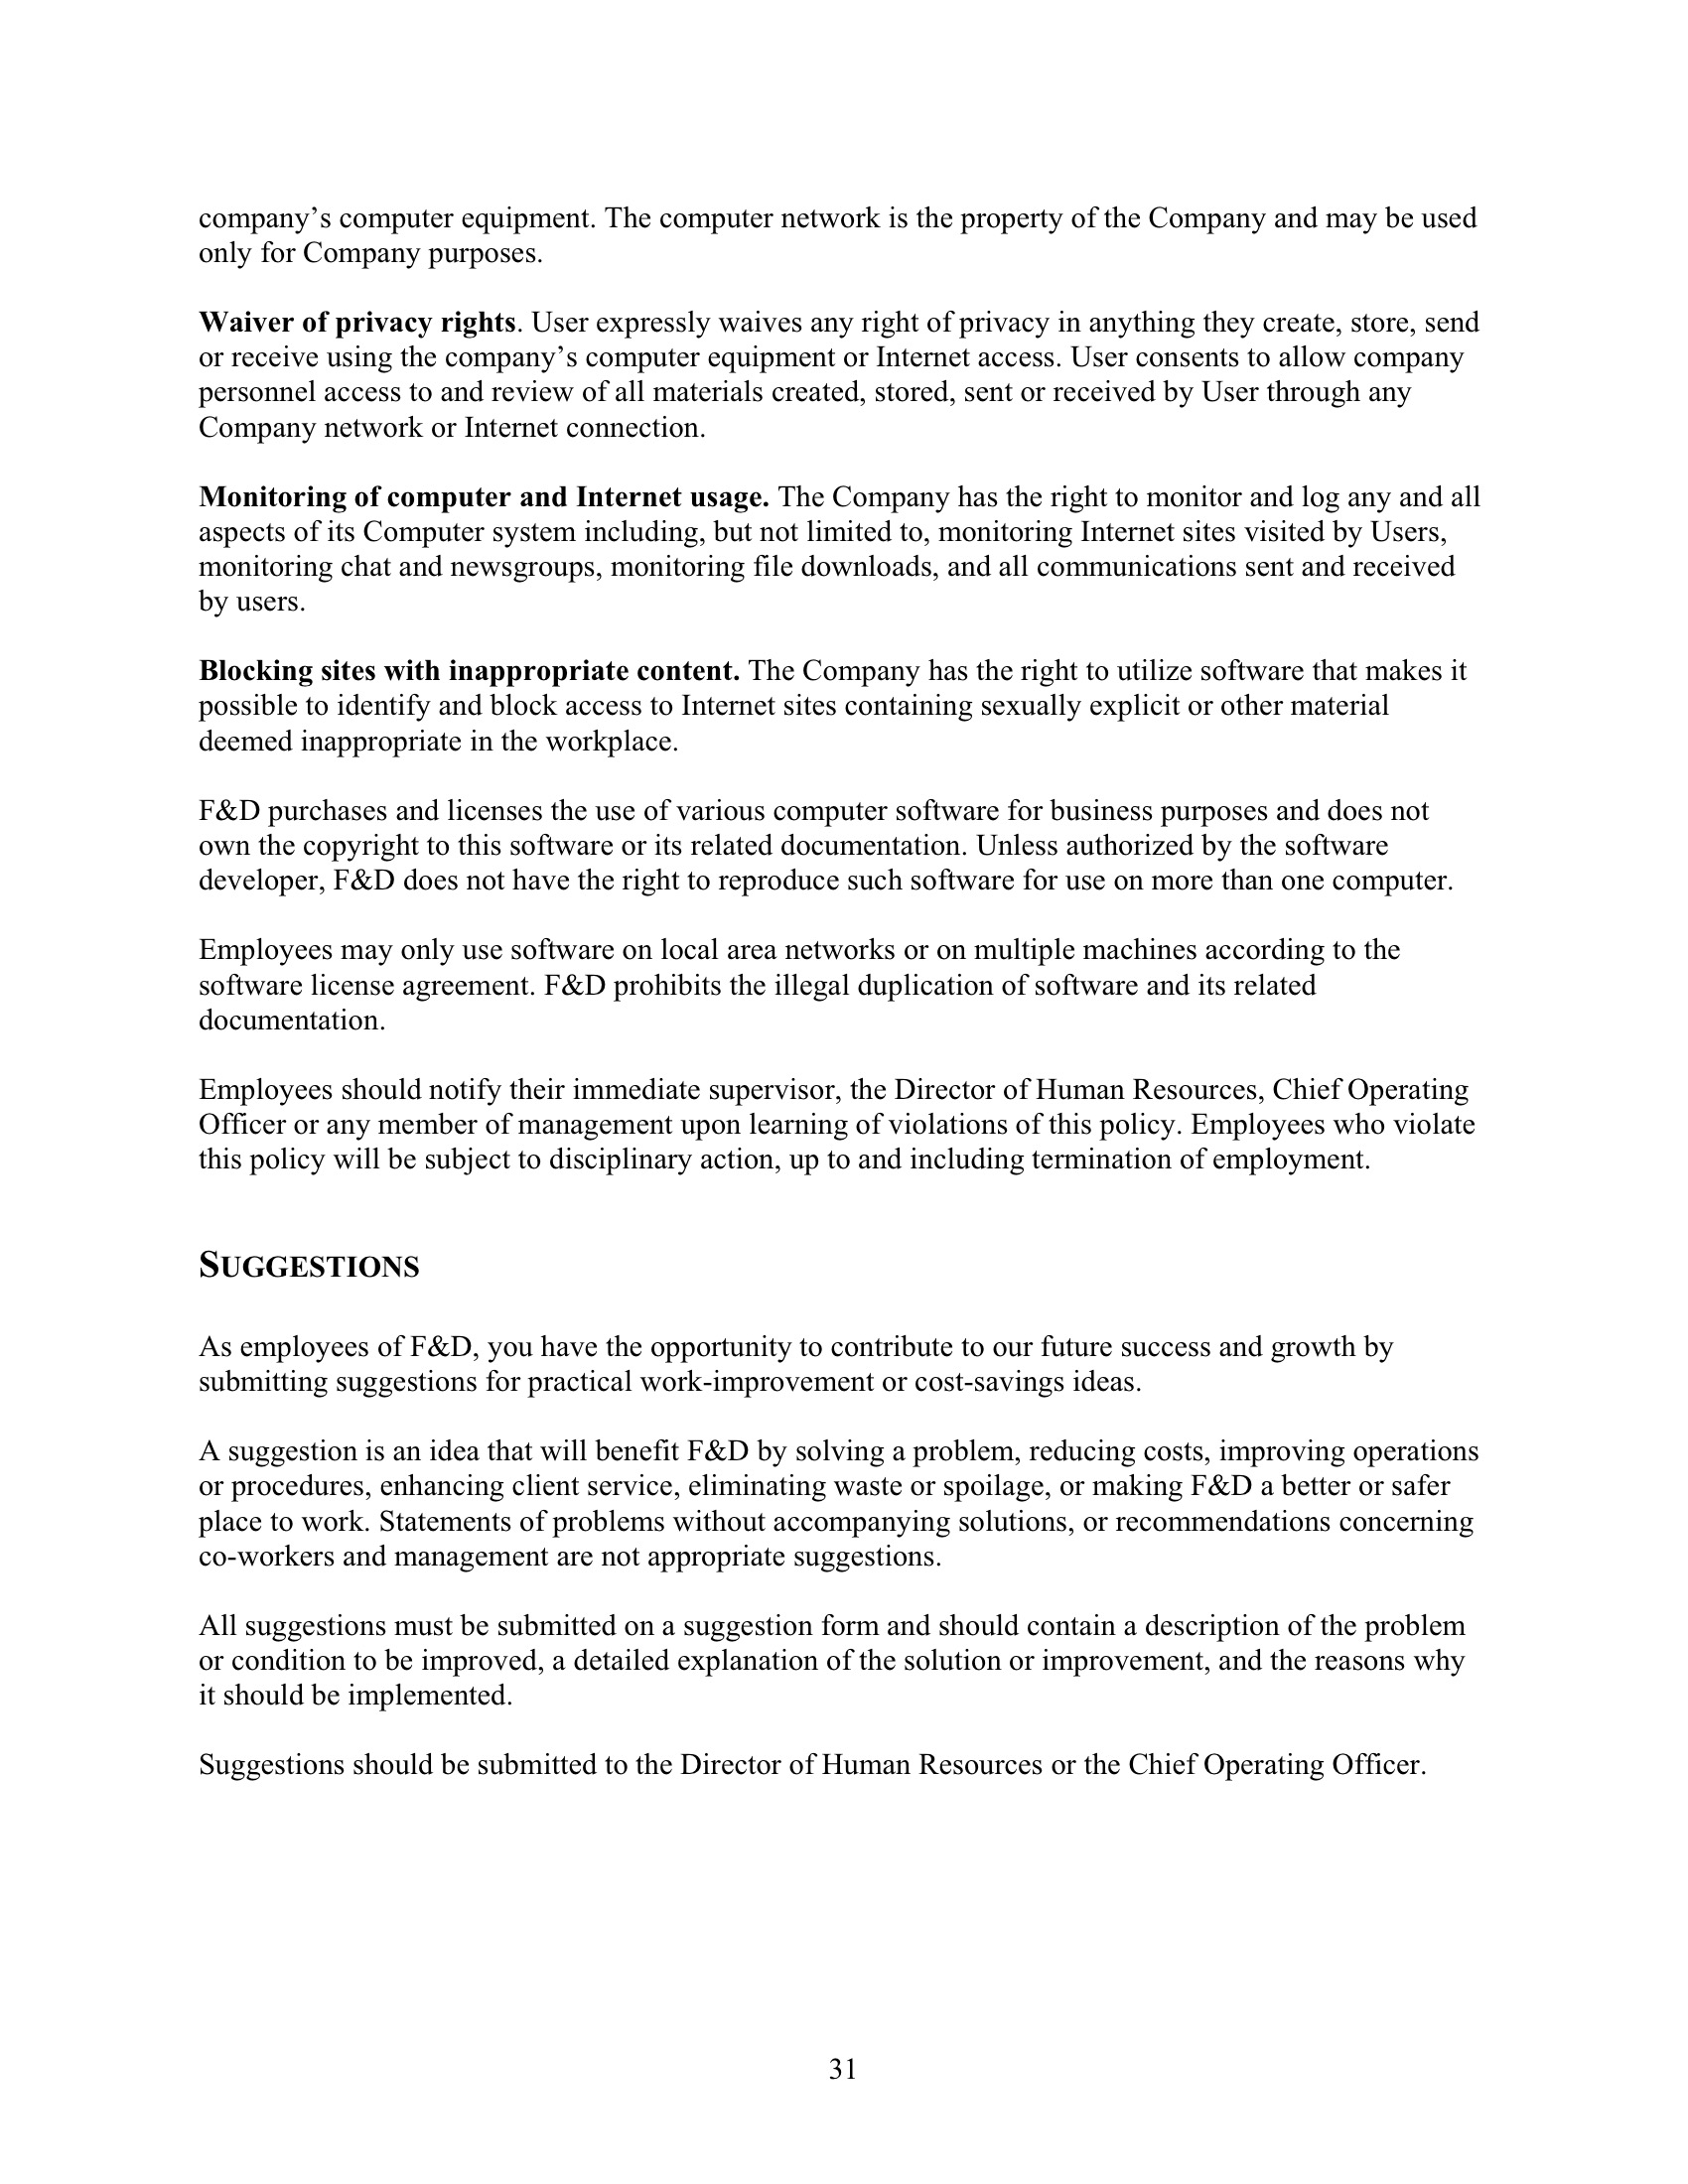 company’s computer equipment. The computer network is the property of the Company and may be used
only for Company purposes.
Waiver of privacy rights. User expressly waives any right of privacy in anything they create, store, send
or receive using the company’s computer equipment or Internet access. User consents to allow company
personnel access to and review of all materials created, stored, sent or received by User through any
Company network or Internet connection.
Monitoring of computer and Internet usage. The Company has the right to monitor and log any and all
aspects of its Computer system including, but not limited to, monitoring Internet sites visited by Users,
monitoring chat and newsgroups, monitoring file downloads, and all communications sent and received
by users.
Blocking sites with inappropriate content. The Company has the right to utilize software that makes it
possible to identify and block access to Internet sites containing sexually explicit or other material
deemed inappropriate in the workplace.
F&D purchases and licenses the use of various computer software for business purposes and does not
own the copyright to this software or its related documentation. Unless authorized by the software
developer, F&D does not have the right to reproduce such software for use on more than one computer.
Employees may only use software on local area networks or on multiple machines according to the
software license agreement. F&D prohibits the illegal duplication of software and its related
documentation.
Employees should notify their immediate supervisor, the Director of Human Resources, Chief Operating
Officer or any member of management upon learning of violations of this policy. Employees who violate
this policy will be subject to disciplinary action, up to and including termination of employment.
SUGGESTIONS
As employees of F&D, you have the opportunity to contribute to our future success and growth by
submitting suggestions for practical work-improvement or cost-savings ideas.
A suggestion is an idea that will benefit F&D by solving a problem, reducing costs, improving operations
or procedures, enhancing client service, eliminating waste or spoilage, or making F&D a better or safer
place to work. Statements of problems without accompanying solutions, or recommendations concerning
co-workers and management are not appropriate suggestions.
All suggestions must be submitted on a suggestion form and should contain a description of the problem
or condition to be improved, a detailed explanation of the solution or improvement, and the reasons why
it should be implemented.
Suggestions should be submitted to the Director of Human Resources or the Chief Operating Officer.
31